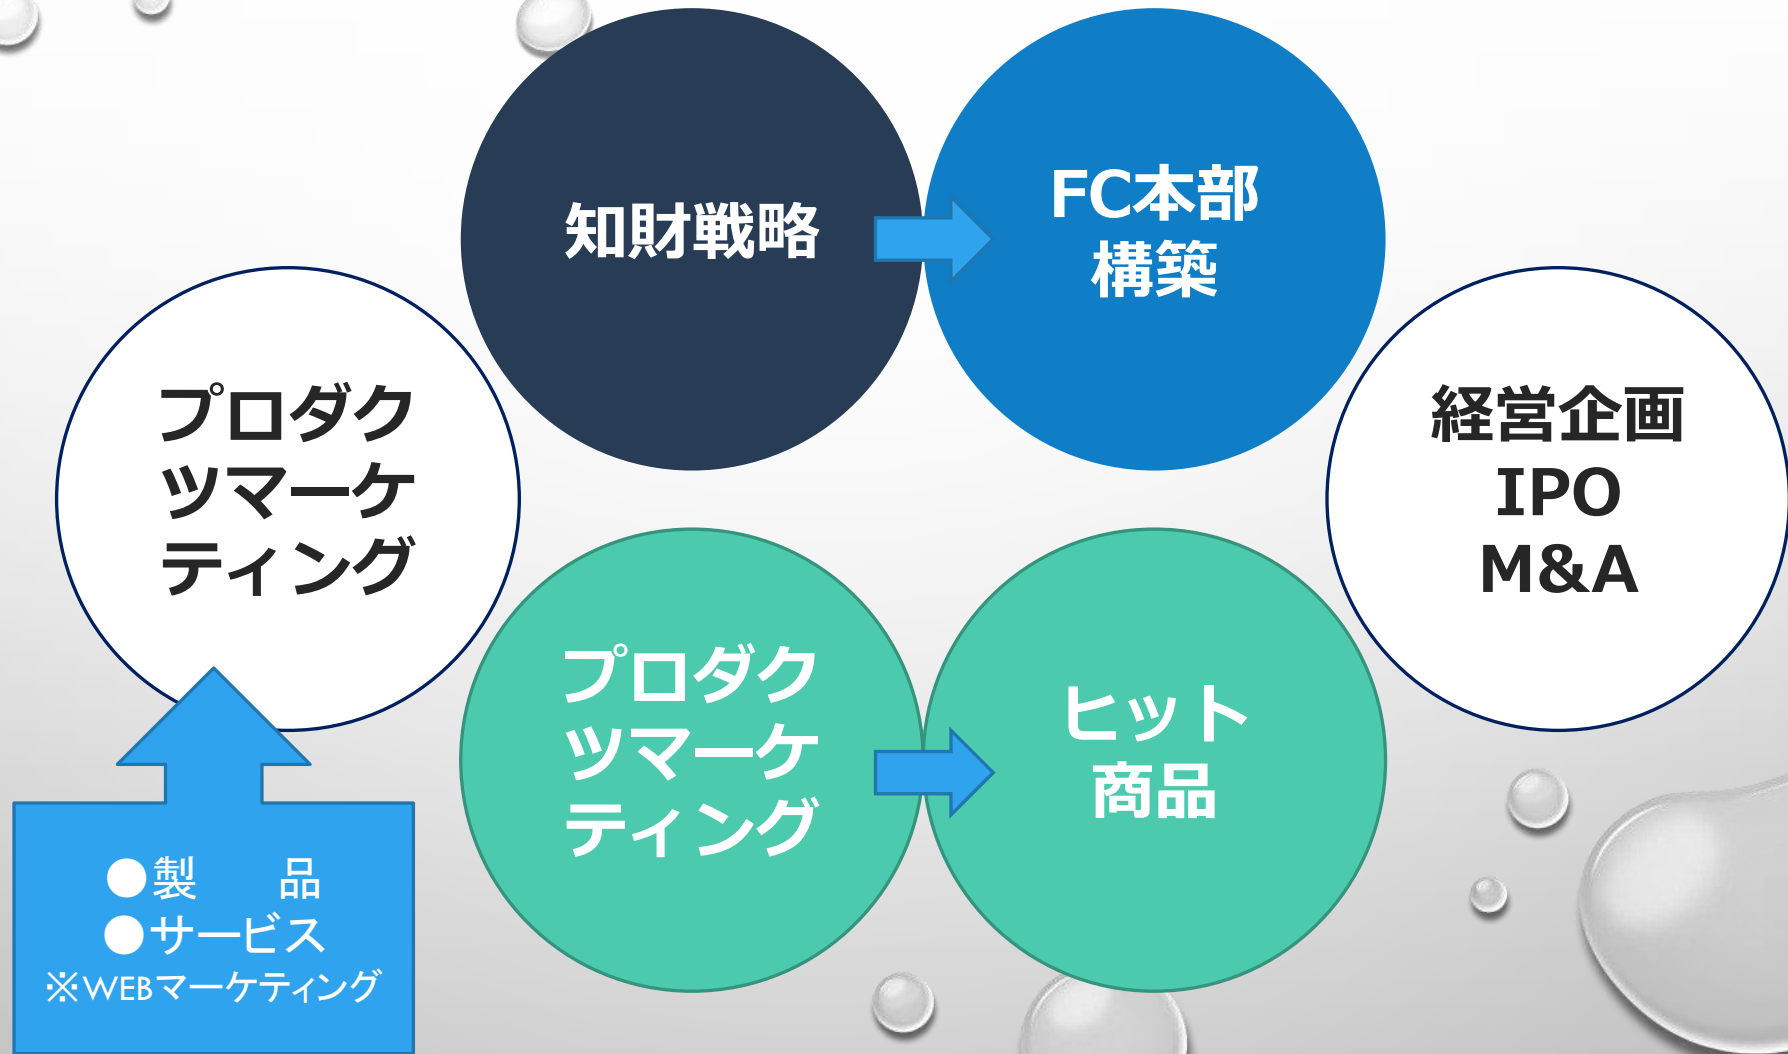 知財戦略
FC本部
構築
プロダク
ツマーケ
ティング
経営企画
IPO
M&A
プロダク
ツマーケ
ティング
ヒット
商品
●製　品
●サービス
※WEBマーケティング